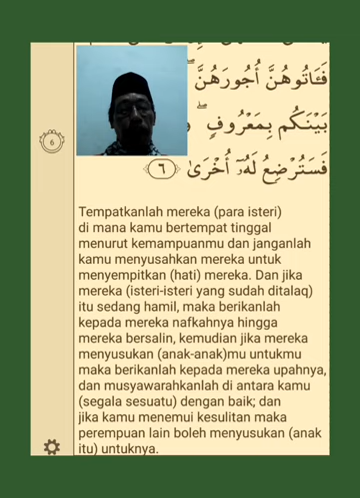 فَـَٔاتُوهُنَّ أُجُورَهُنَّ ۖ
بَيْنَكُم بِمَعْرُوفٍ ۖ
6
فَسَتُرْضِعُ لَهُۥٓ أُخْرَىٰ ٦
Tempatkanlah mereka (para isteri)
di mana kamu bertempat tinggal
menurut kemampuanmu dan janganlah
kamu menyusahkan mereka untuk
menyempitkan (hati) mereka. Dan jika
mereka (isteri-isteri yang sudah ditalaq)
itu sedang hamil, maka berikanlah
kepada mereka nafkahnya hingga
mereka bersalin, kemudian jika mereka
menyusukan (anak-anak)mu untukmu
maka berikanlah kepada mereka upahnya,
dan musyawarahkanlah di antara kamu
(segala sesuatu) dengan baik; dan
jika kamu menemui kesulitan maka
perempuan lain boleh menyusukan (anak
itu) untuknya.